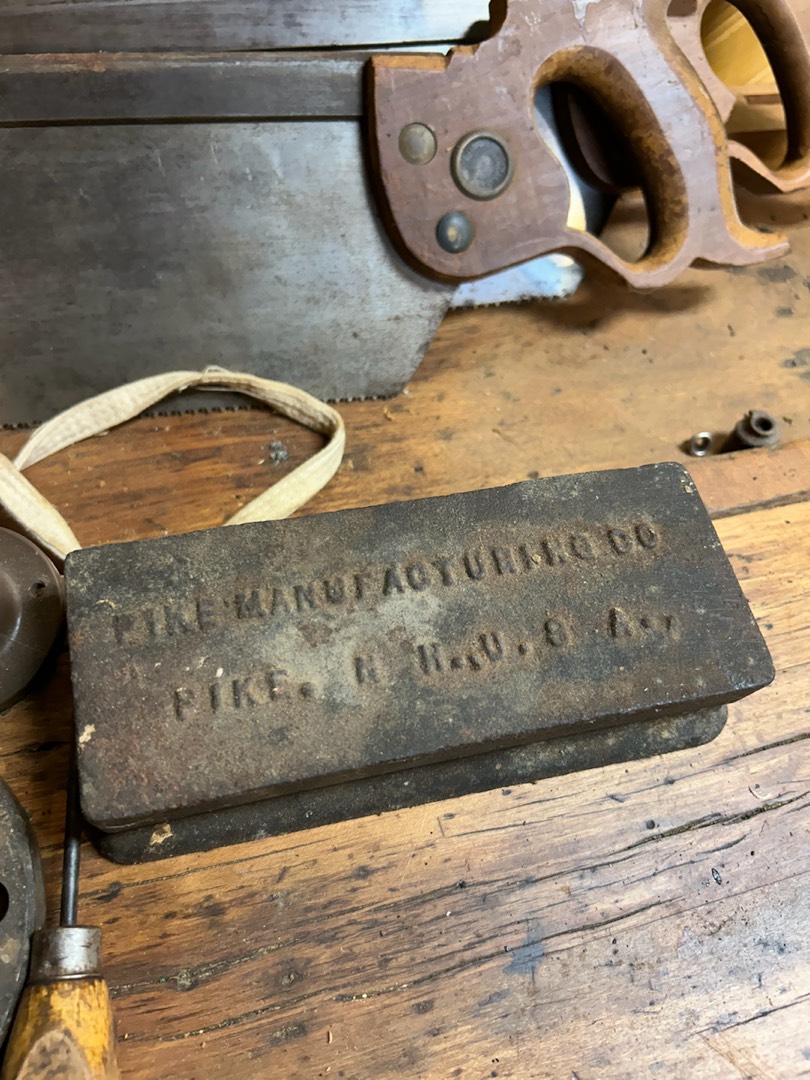 PIKE MANUFACTURING CO
PIKE. N H.,U.S A.,